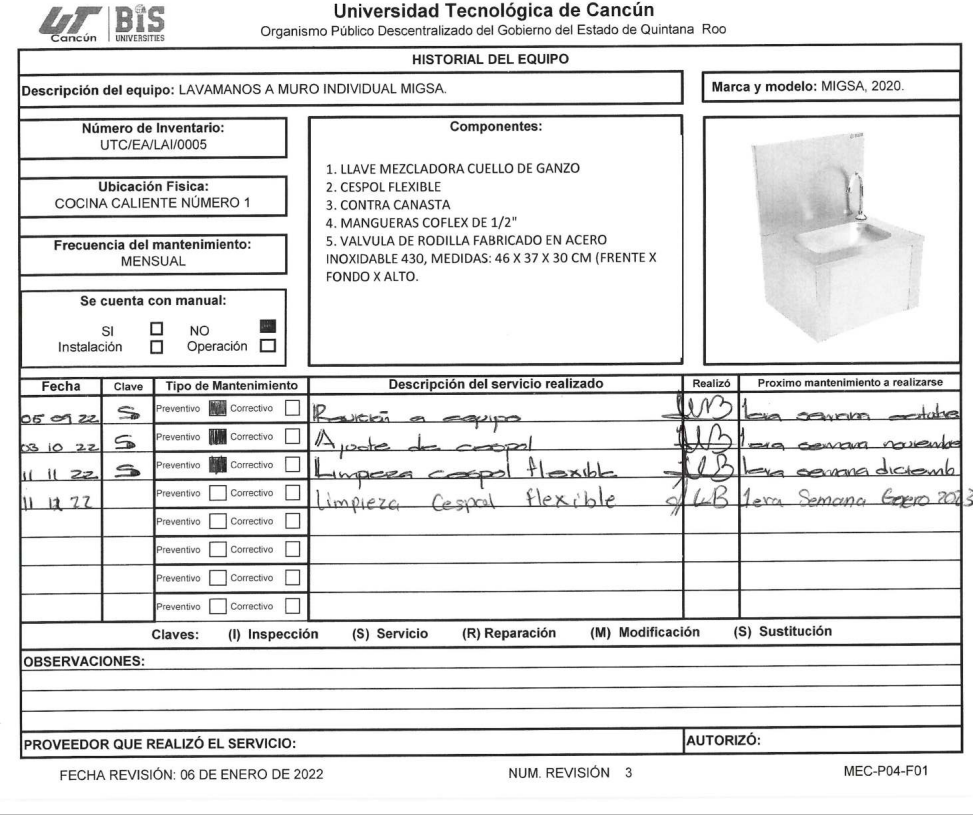 UT Cancún BIS UNIVERSITIES
Universidad Tecnológica de Cancún
Organismo Público Descentralizado del Gobierno del Estado de Quintana Roo
HISTORIAL DEL EQUIPO
Descripción del equipo: LAVAMANOS A MURO INDIVIDUAL MIGSA.
Marca y modelo: MIGSA, 2020.
Número de Inventario:
UTC/EA/LAI/0005
Ubicación Fisica:
COCINA CALIENTE NÚMERO 1
Frecuencia del mantenimiento:
MENSUAL
Se cuenta con manual:
SI NO
Instalación Operación
Componentes:
1. LLAVE MEZCLADORA CUELLO DE GANZO
2. CESPOL FLEXIBLE
3. CONTRA CANASTA
4. MANGUERAS COFLEX DE 1/2"
5. VALVULA DE RODILLA FABRICADO EN ACERO
INOXIDABLE 430, MEDIDAS: 46 X 37 X 30 CM (FRENTE X
FONDO X ALTO.
Fecha Clave Tipo de Mantenimiento Descripción del servicio realizado Realizó Proximo mantenimiento a realizarse
05 09 22 S Preventivo Correctivo a equipo 1era semana octubre
03 10 22 S Preventivo Correctivo Ajuste de cespol 1era semana noviembre
11 11 22 S Preventivo Correctivo Limpieza cespol flexible 1era semana diciemb
11 12 22 Preventivo Correctivo Limpieza Cespol flexible 1era Semana Enero 2023
Preventivo Correctivo
Preventivo Correctivo
Preventivo Correctivo
Preventivo Correctivo
Claves: (I) Inspección (S) Servicio (R) Reparación (M) Modificación (S) Sustitución
OBSERVACIONES:
PROVEEDOR QUE REALIZÓ EL SERVICIO: AUTORIZÓ:
FECHA REVISIÓN: 06 DE ENERO DE 2022 NUM. REVISIÓN 3 MEC-P04-F01